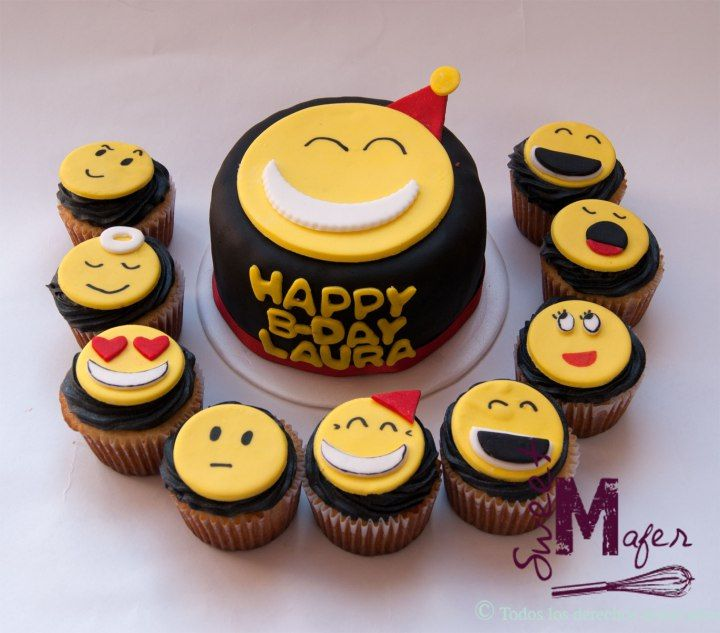 HAPPY
B-DAY
LAURA
Sweet
Mafer
© Todos los derechos